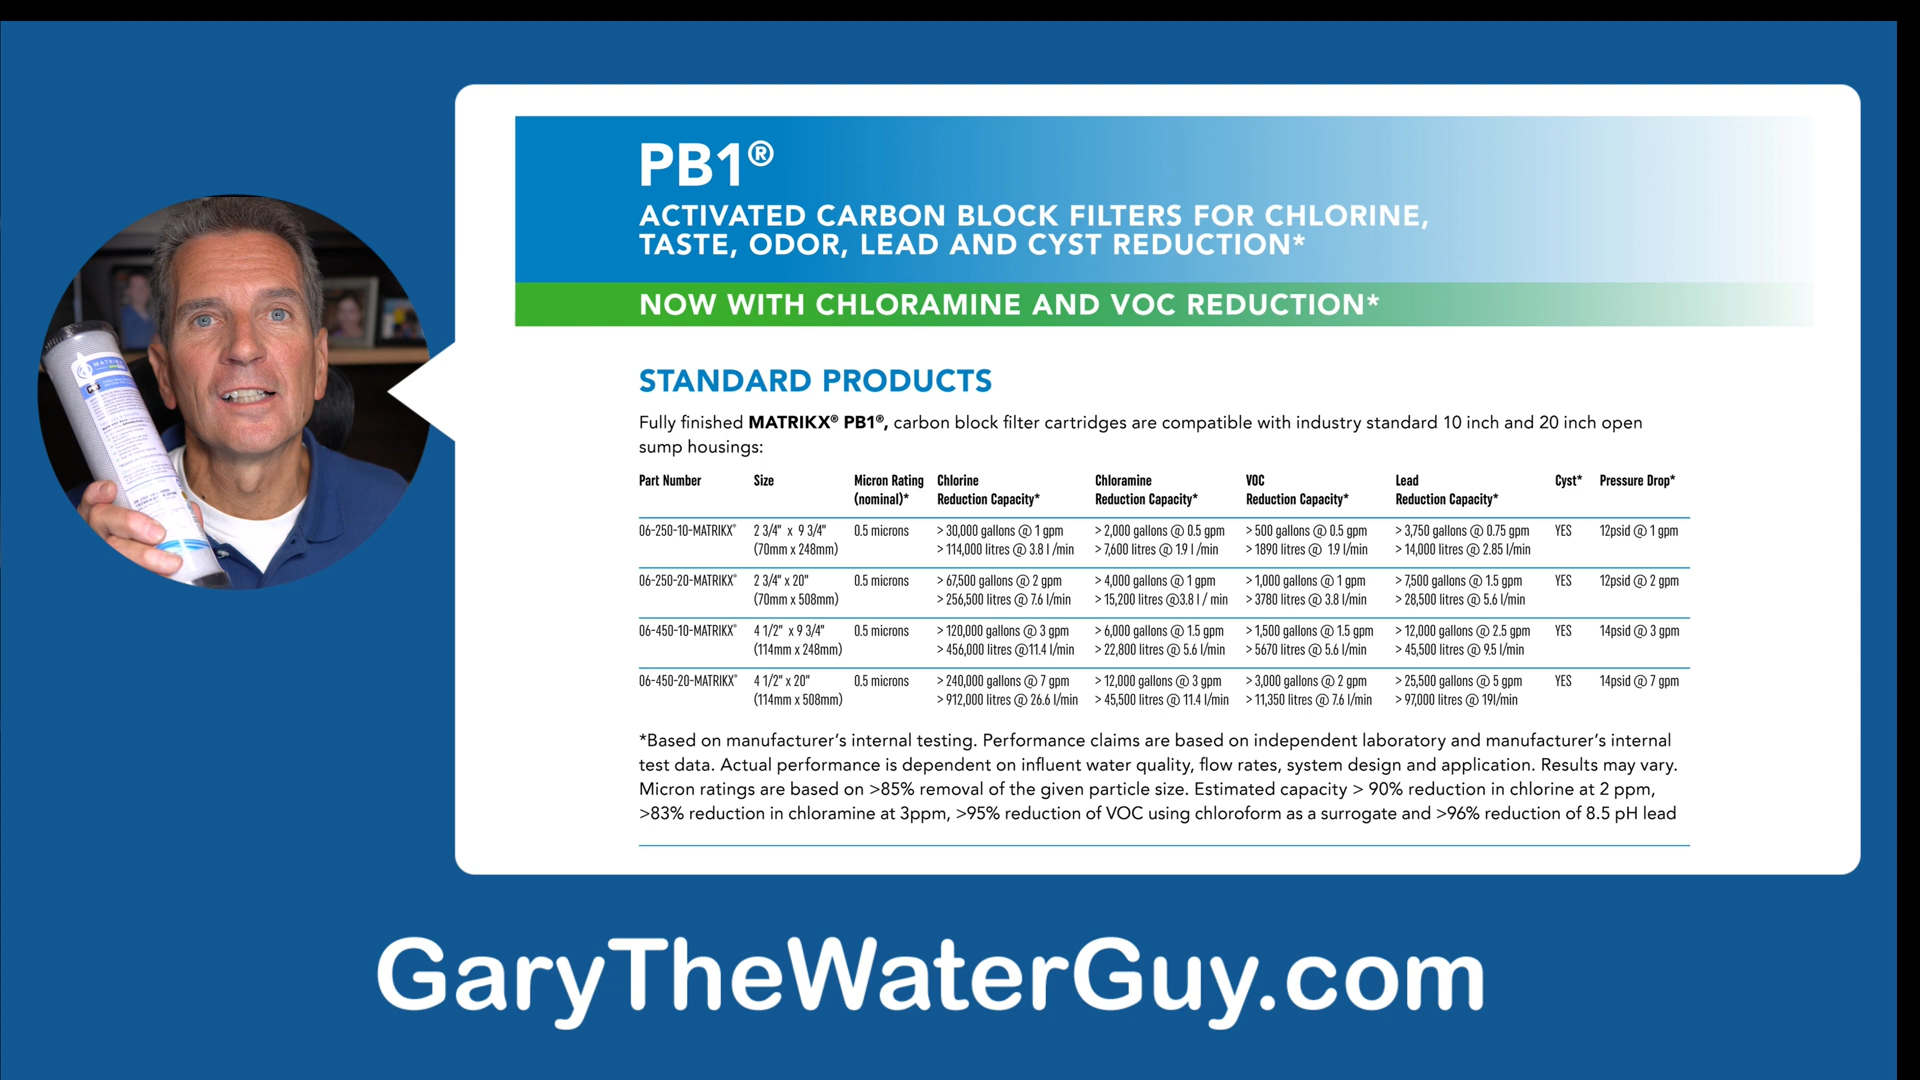 PB1®
ACTIVATED CARBON BLOCK FILTERS FOR CHLORINE,
TASTE, ODOR, LEAD AND CYST REDUCTION*
NOW WITH CHLORAMINE AND VOC REDUCTION*
STANDARD PRODUCTS
Fully finished MATRIKX® PB1®, carbon block filter cartridges are compatible with industry standard 10 inch and 20 inch open
sump housings:
Part Number Size Micron Rating Chlorine Chloramine VOC Lead Cyst* Pressure Drop*
(nominal)* Reduction Capacity* Reduction Capacity* Reduction Capacity* Reduction Capacity*
06-250-10-MATRIKX® 2 3/4" x 9 3/4" 0.5 microns > 30,000 gallons @ 1 gpm > 2,000 gallons @ 0.5 gpm > 500 gallons @ 0.5 gpm > 3,750 gallons @ 0.75 gpm YES 12psid @ 1 gpm
(70mm x 248mm) > 114,000 litres @ 3.8 l /min > 7,600 litres @ 1.9 l /min > 1890 litres @ 1.9 l/min > 14,000 litres @ 2.85 l/min
06-250-20-MATRIKX® 2 3/4" x 20" 0.5 microns > 67,500 gallons @ 2 gpm > 4,000 gallons @ 1 gpm > 1,000 gallons @ 1 gpm > 7,500 gallons @ 1.5 gpm YES 12psid @ 2 gpm
(70mm x 508mm) > 256,500 litres @ 7.6 l/min > 15,200 litres @3.8 l / min > 3780 litres @ 3.8 l/min > 28,500 litres @ 5.6 l/min
06-450-10-MATRIKX® 4 1/2" x 9 3/4" 0.5 microns > 120,000 gallons @ 3 gpm > 6,000 gallons @ 1.5 gpm > 1,500 gallons @ 1.5 gpm > 12,000 gallons @ 2.5 gpm YES 14psid @ 3 gpm
(114mm x 248mm) > 456,000 litres @11.4 l/min > 22,800 litres @ 5.6 l/min > 5670 litres @ 5.6 l/min > 45,500 litres @ 9.5 l/min
06-450-20-MATRIKX® 4 1/2" x 20" 0.5 microns > 240,000 gallons @ 7 gpm > 12,000 gallons @ 3 gpm > 3,000 gallons @ 2 gpm > 25,500 gallons @ 5 gpm YES 14psid @ 7 gpm
(114mm x 508mm) > 912,000 litres @ 26.6 l/min > 45,500 litres @ 11.4 l/min > 11,350 litres @ 7.6 l/min > 97,000 litres @ 19l/min
*Based on manufacturer's internal testing. Performance claims are based on independent laboratory and manufacturer's internal
test data. Actual performance is dependent on influent water quality, flow rates, system design and application. Results may vary.
Micron ratings are based on >85% removal of the given particle size. Estimated capacity > 90% reduction in chlorine at 2 ppm,
>83% reduction in chloramine at 3ppm, >95% reduction of VOC using chloroform as a surrogate and >96% reduction of 8.5 pH lead
GaryTheWaterGuy.com